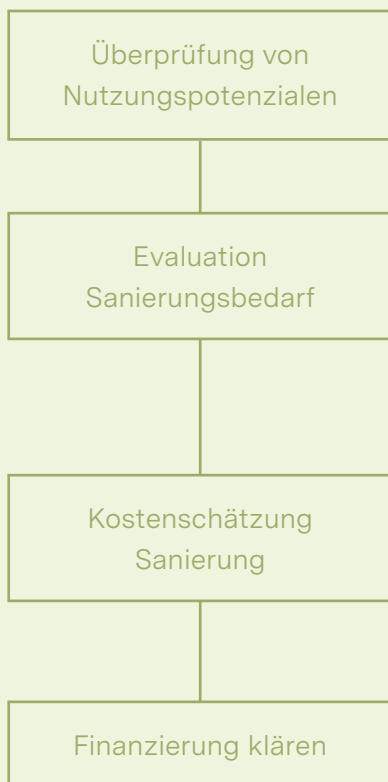 Überprüfung von
Nutzungspotenzialen
Evaluation
Sanierungsbedarf
Kostenschätzung
Sanierung
Finanzierung klären